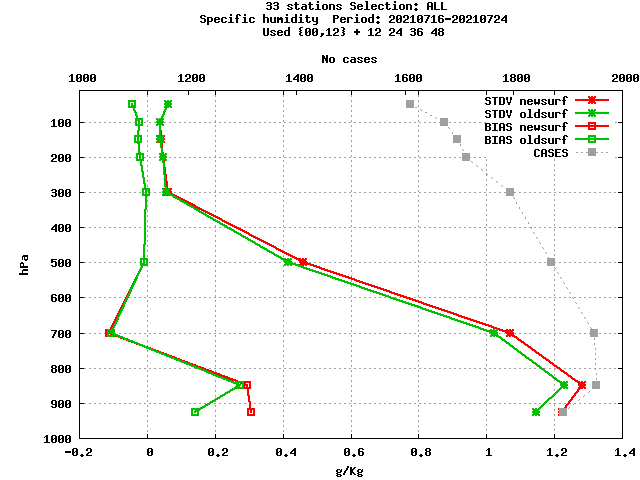 33 stations Selection: ALL
Specific humidity  Period: 20210716-20210724
Used {00,12} + 12 24 36 48
No cases
1000 1200 1400 1600 1800 2000
STDV newsurf
STDV oldsurf
BIAS newsurf
BIAS oldsurf
CASES
100
200
300
400
500
600
700
800
900
1000
hPa
-0.2 0 0.2 0.4 0.6 0.8 1 1.2 1.4
g/Kg